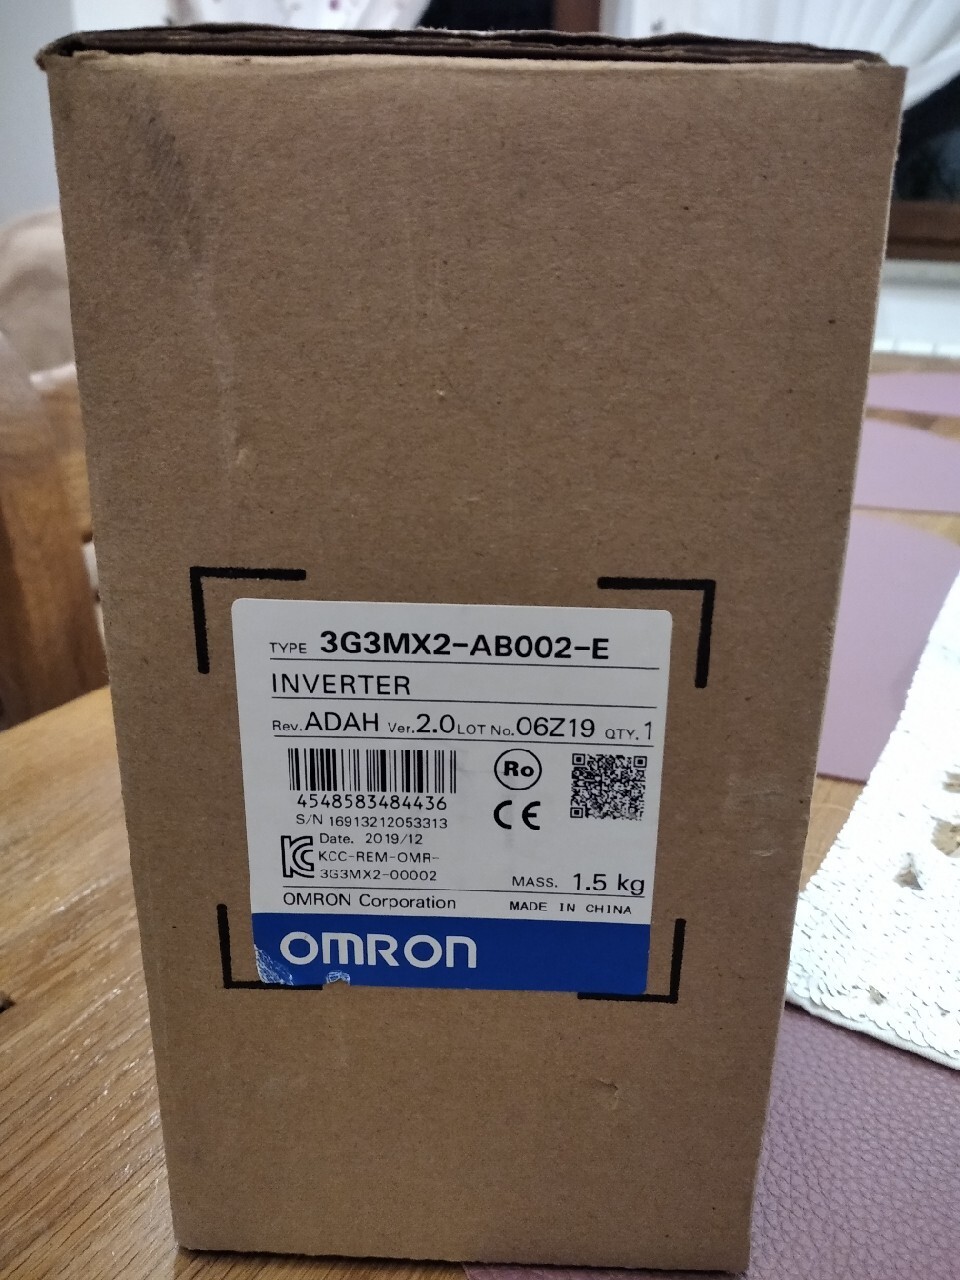 TYPE 3G3MX2-AB002-E
INVERTER
Rev. ADAH Ver. 2.0 LOT No. 06Z19 QTY. 1
Ro
4548583484436
CE
S/N 16913212053313
Date. 2019/12
KCC-REM-OMR-
3G3MX2-00002
MASS. 1.5 kg
OMRON Corporation MADE IN CHINA
OMRON